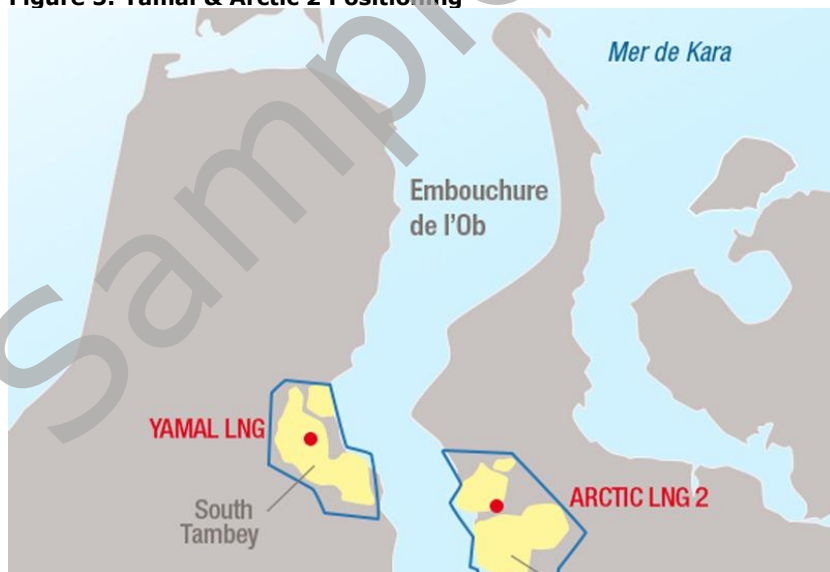 Figure 3: Yamal & Arctic 2 Positioning
Mer de Kara
Embouchure
de l'Ob
YAMAL LNG
South
Tambey
ARCTIC LNG 2
Sample